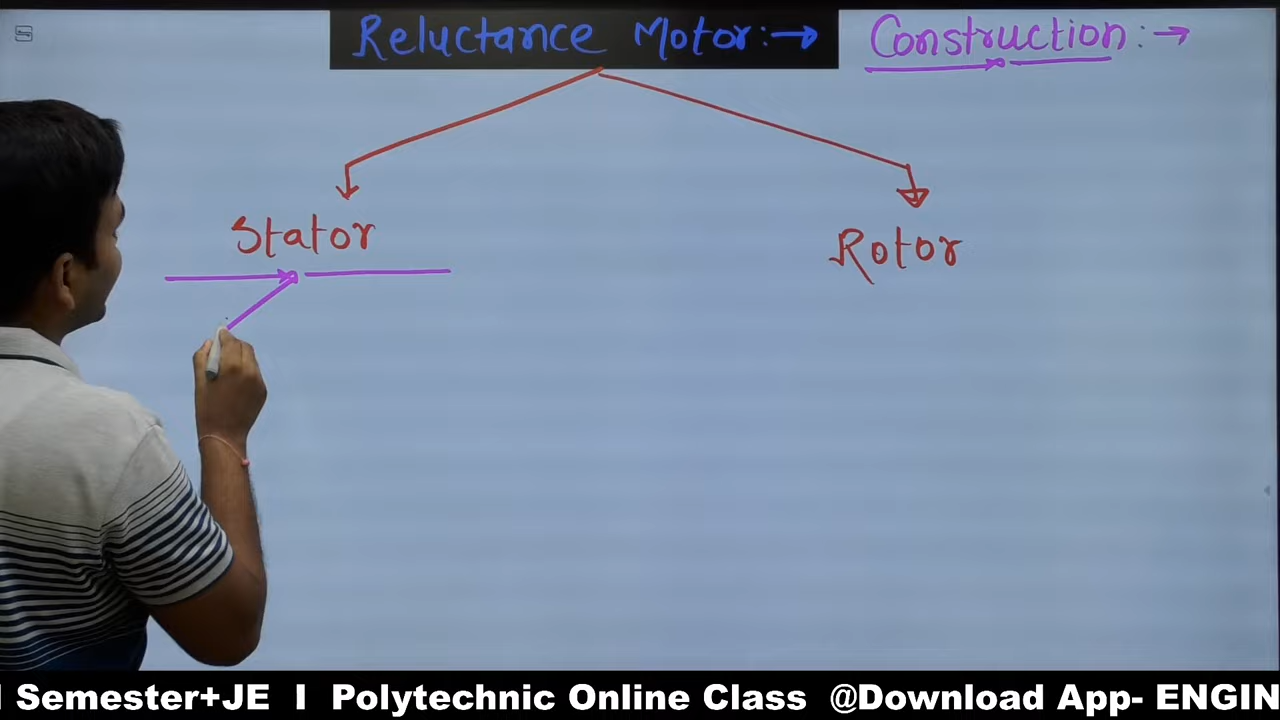 Reluctance Motor:→ Construction:→
Stator
Rotor
Semester+JE I Polytechnic Online Class @Download App- ENGIN